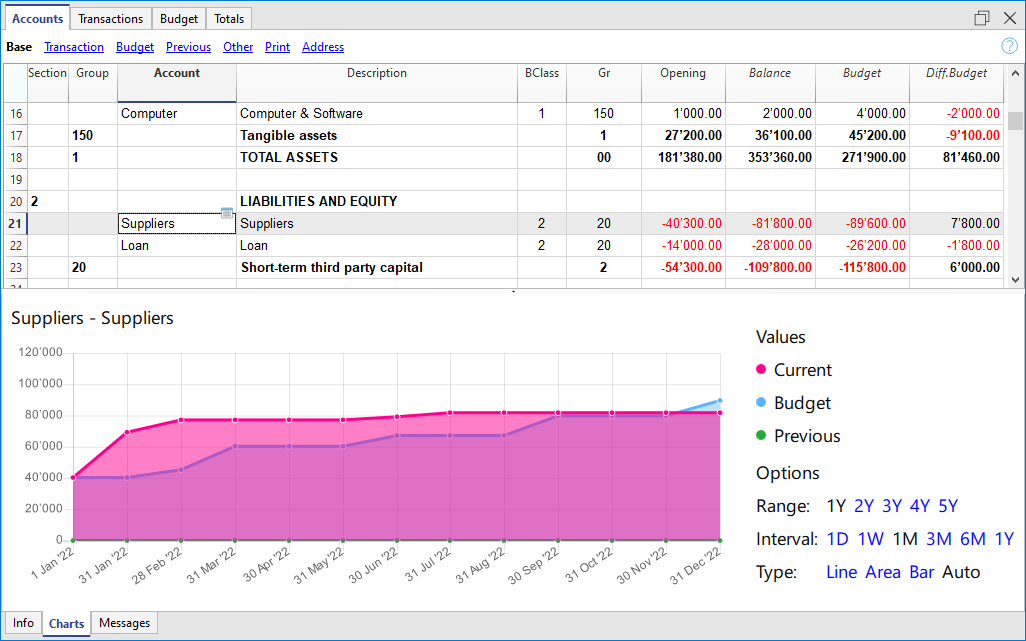 Accounts Transactions Budget Totals
Base Transaction Budget Previous Other Print Address ?
Section Group Account Description BClass Gr Opening Balance Budget Diff.Budget
16 Computer Computer & Software 1 150 1’000.00 2’000.00 4’000.00 -2’000.00
17 150 Tangible assets 1 27’200.00 36’100.00 45’200.00 -9’100.00
18 1 TOTAL ASSETS 00 181’380.00 353’360.00 271’900.00 81’460.00
19
20 2 LIABILITIES AND EQUITY
21 Suppliers Suppliers 2 20 -40’300.00 -81’800.00 -89’600.00 7’800.00
22 Loan Loan 2 20 -14’000.00 -28’000.00 -26’200.00 -1’800.00
23 20 Short-term third party capital 2 -54’300.00 -109’800.00 -115’800.00 6’000.00
24
Suppliers - Suppliers
120’000
100’000
80’000
60’000
40’000
20’000
0
1 Jan ’22 31 Jan ’22 28 Feb ’22 31 Mar ’22 30 Apr ’22 31 May ’22 30 Jun ’22 31 Jul ’22 31 Aug ’22 30 Sep ’22 31 Oct ’22 30 Nov ’22 31 Dec ’22
Values
Current
Budget
Previous
Options
Range: 1Y 2Y 3Y 4Y 5Y
Interval: 1D 1W 1M 3M 6M 1Y
Type: Line Area Bar Auto
Info Charts Messages